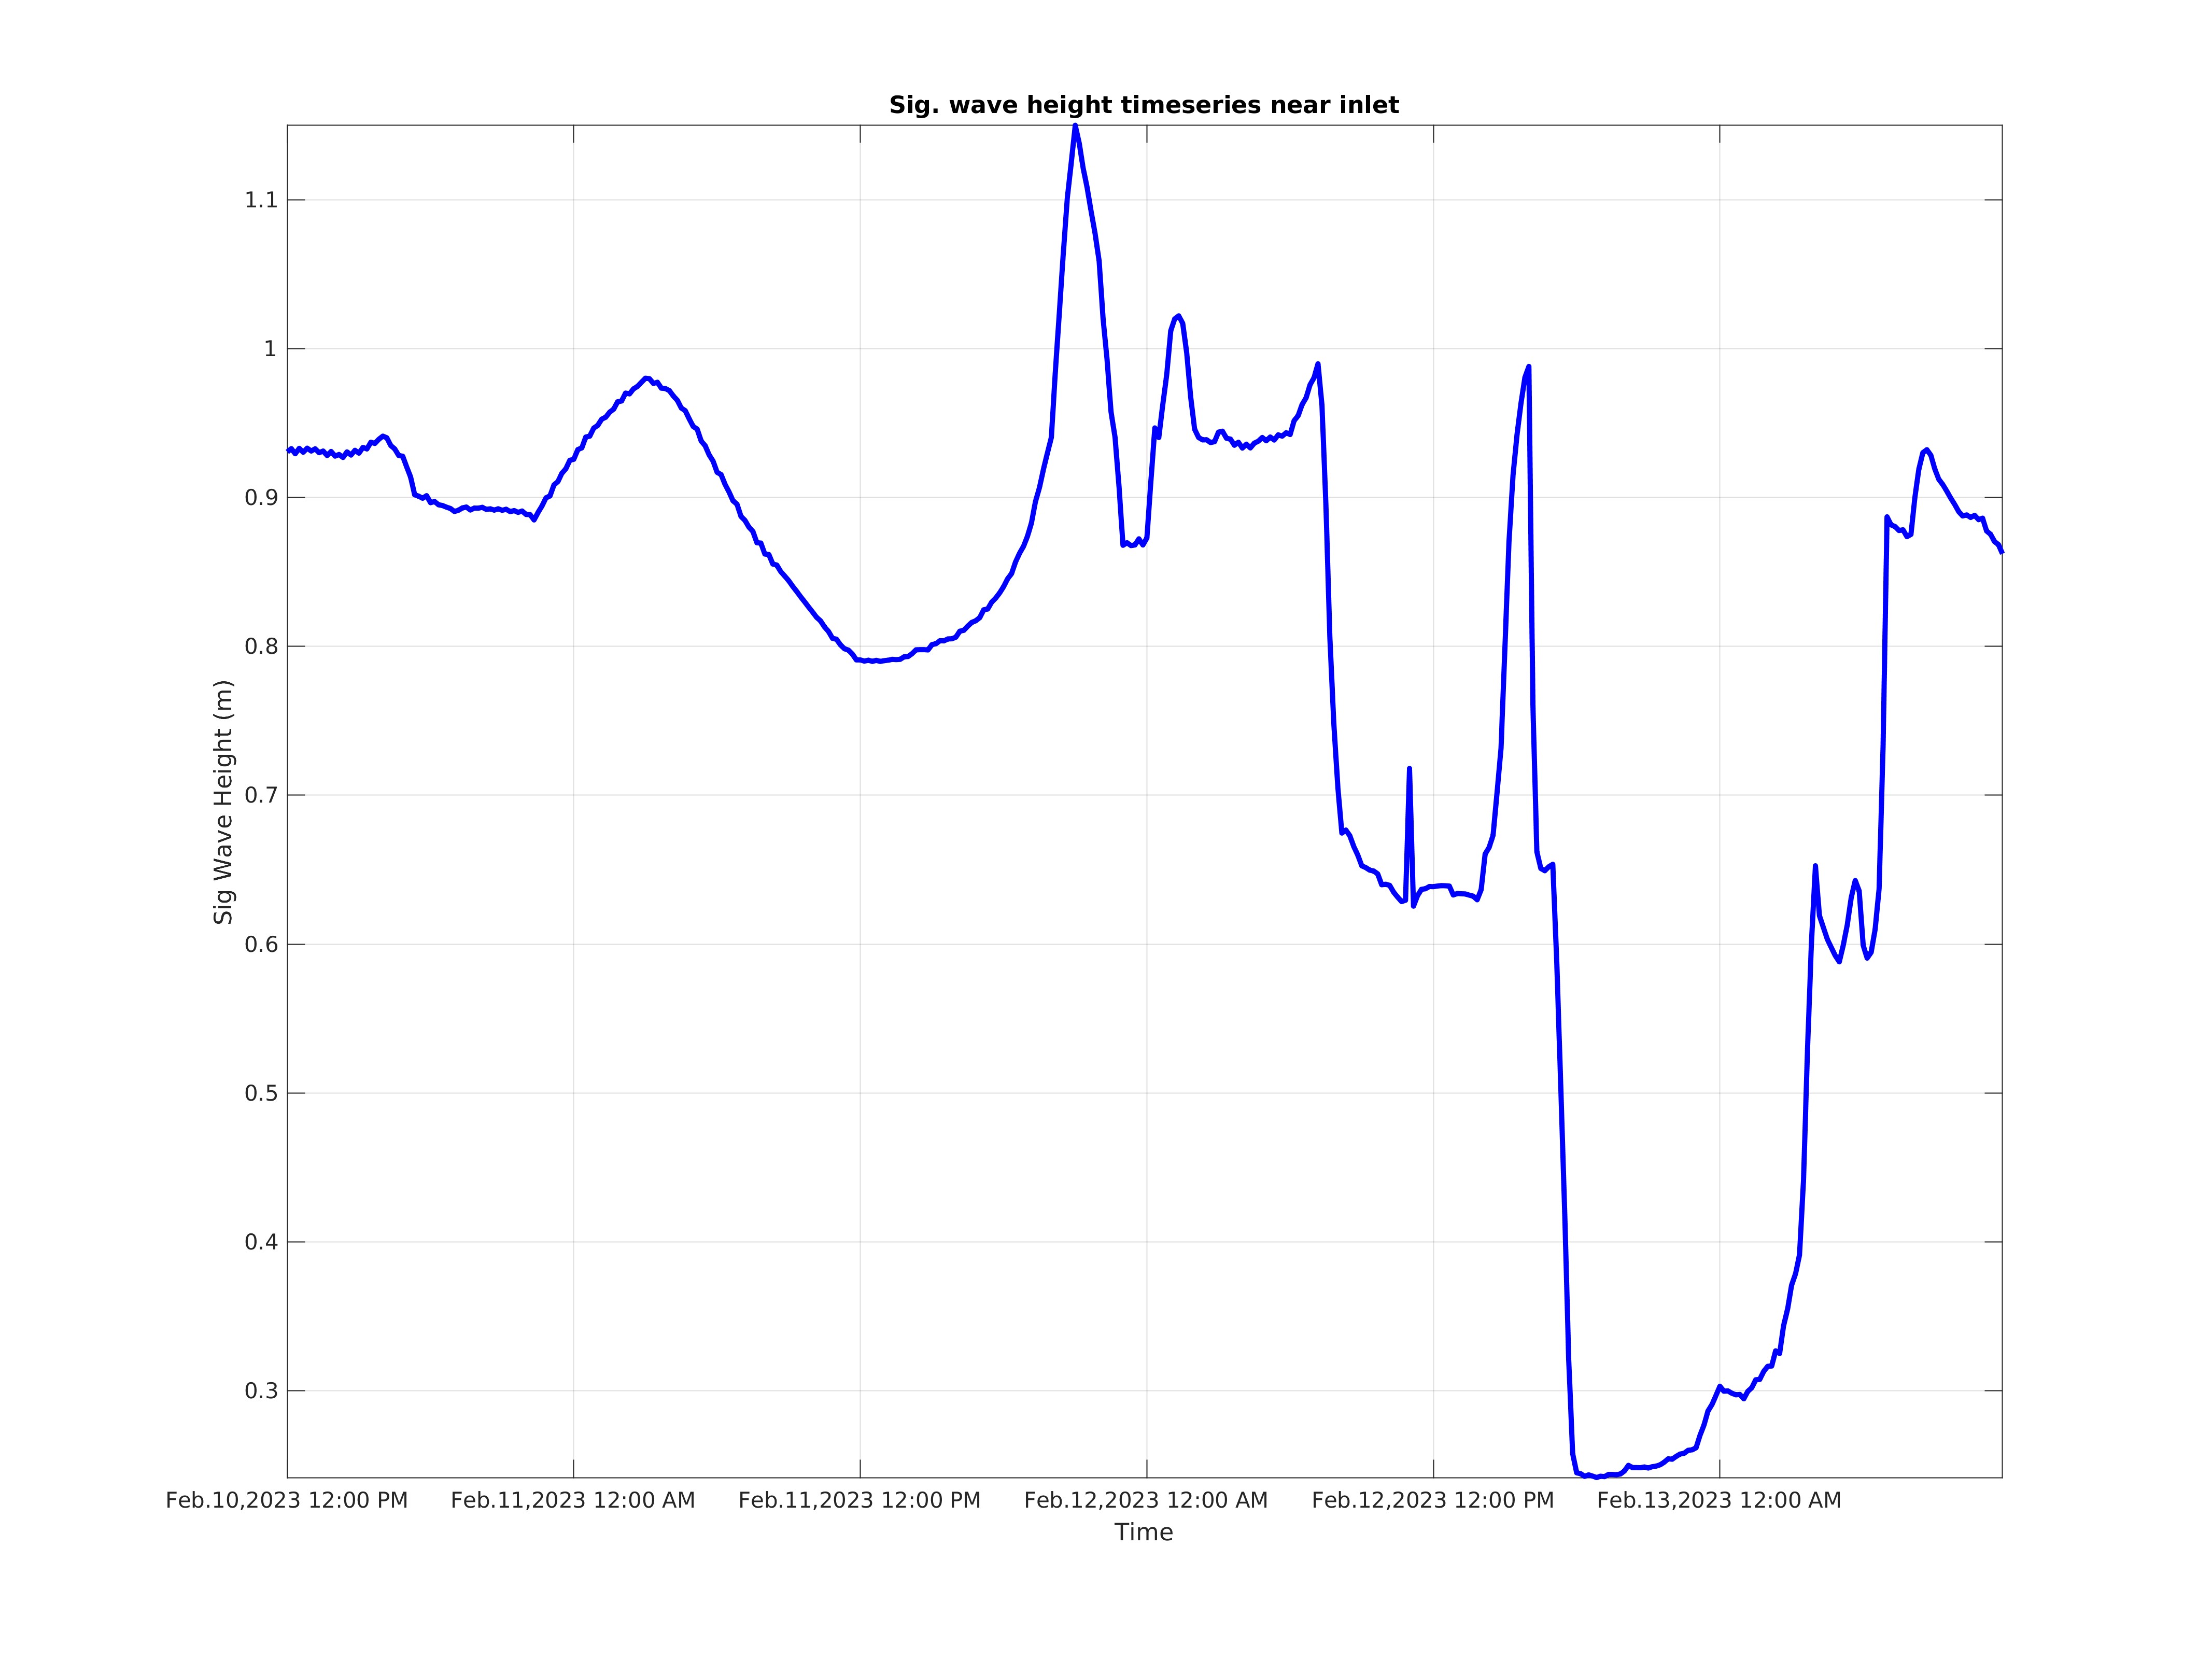 Sig. wave height timeseries near inlet
1.1
1
0.9
0.8
0.7
0.6
0.5
0.4
0.3
Sig Wave Height (m)
Feb.10,2023 12:00 PM
Feb.11,2023 12:00 AM
Feb.11,2023 12:00 PM
Feb.12,2023 12:00 AM
Feb.12,2023 12:00 PM
Feb.13,2023 12:00 AM
Time